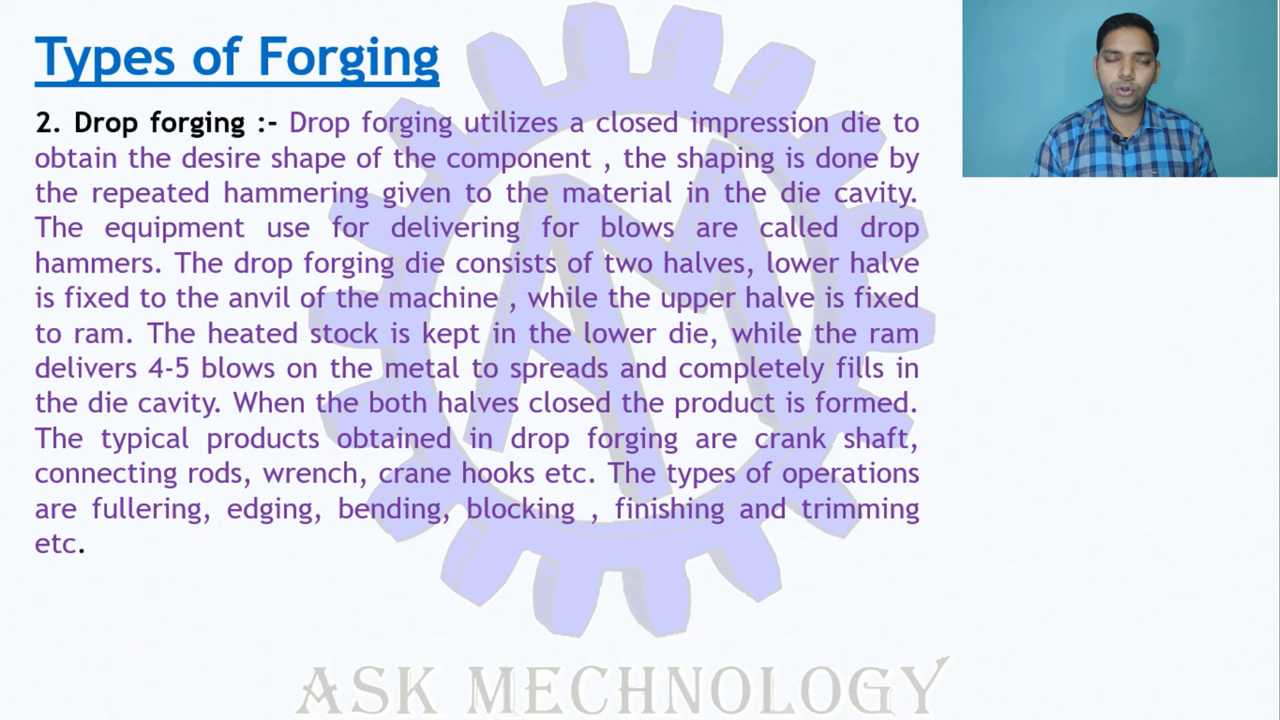 Types of Forging
2. Drop forging :- Drop forging utilizes a closed impression die to
obtain the desire shape of the component , the shaping is done by
the repeated hammering given to the material in the die cavity.
The equipment use for delivering for blows are called drop
hammers. The drop forging die consists of two halves, lower halve
is fixed to the anvil of the machine , while the upper halve is fixed
to ram. The heated stock is kept in the lower die, while the ram
delivers 4-5 blows on the metal to spreads and completely fills in
the die cavity. When the both halves closed the product is formed.
The typical products obtained in drop forging are crank shaft,
connecting rods, wrench, crane hooks etc. The types of operations
are fullering, edging, bending, blocking , finishing and trimming
etc.
AM
ASK MECHNOLOGY